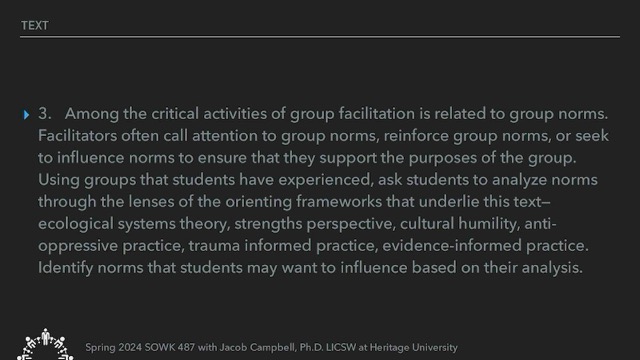 TEXT
3. Among the critical activities of group facilitation is related to group norms.
Facilitators often call attention to group norms, reinforce group norms, or seek
to influence norms to ensure that they support the purposes of the group.
Using groups that students have experienced, ask students to analyze norms
through the lenses of the orienting frameworks that underlie this text—
ecological systems theory, strengths perspective, cultural humility, anti-
oppressive practice, trauma informed practice, evidence-informed practice.
Identify norms that students may want to influence based on their analysis.
Spring 2024 SOWK 487 with Jacob Campbell, Ph.D. LICSW at Heritage University